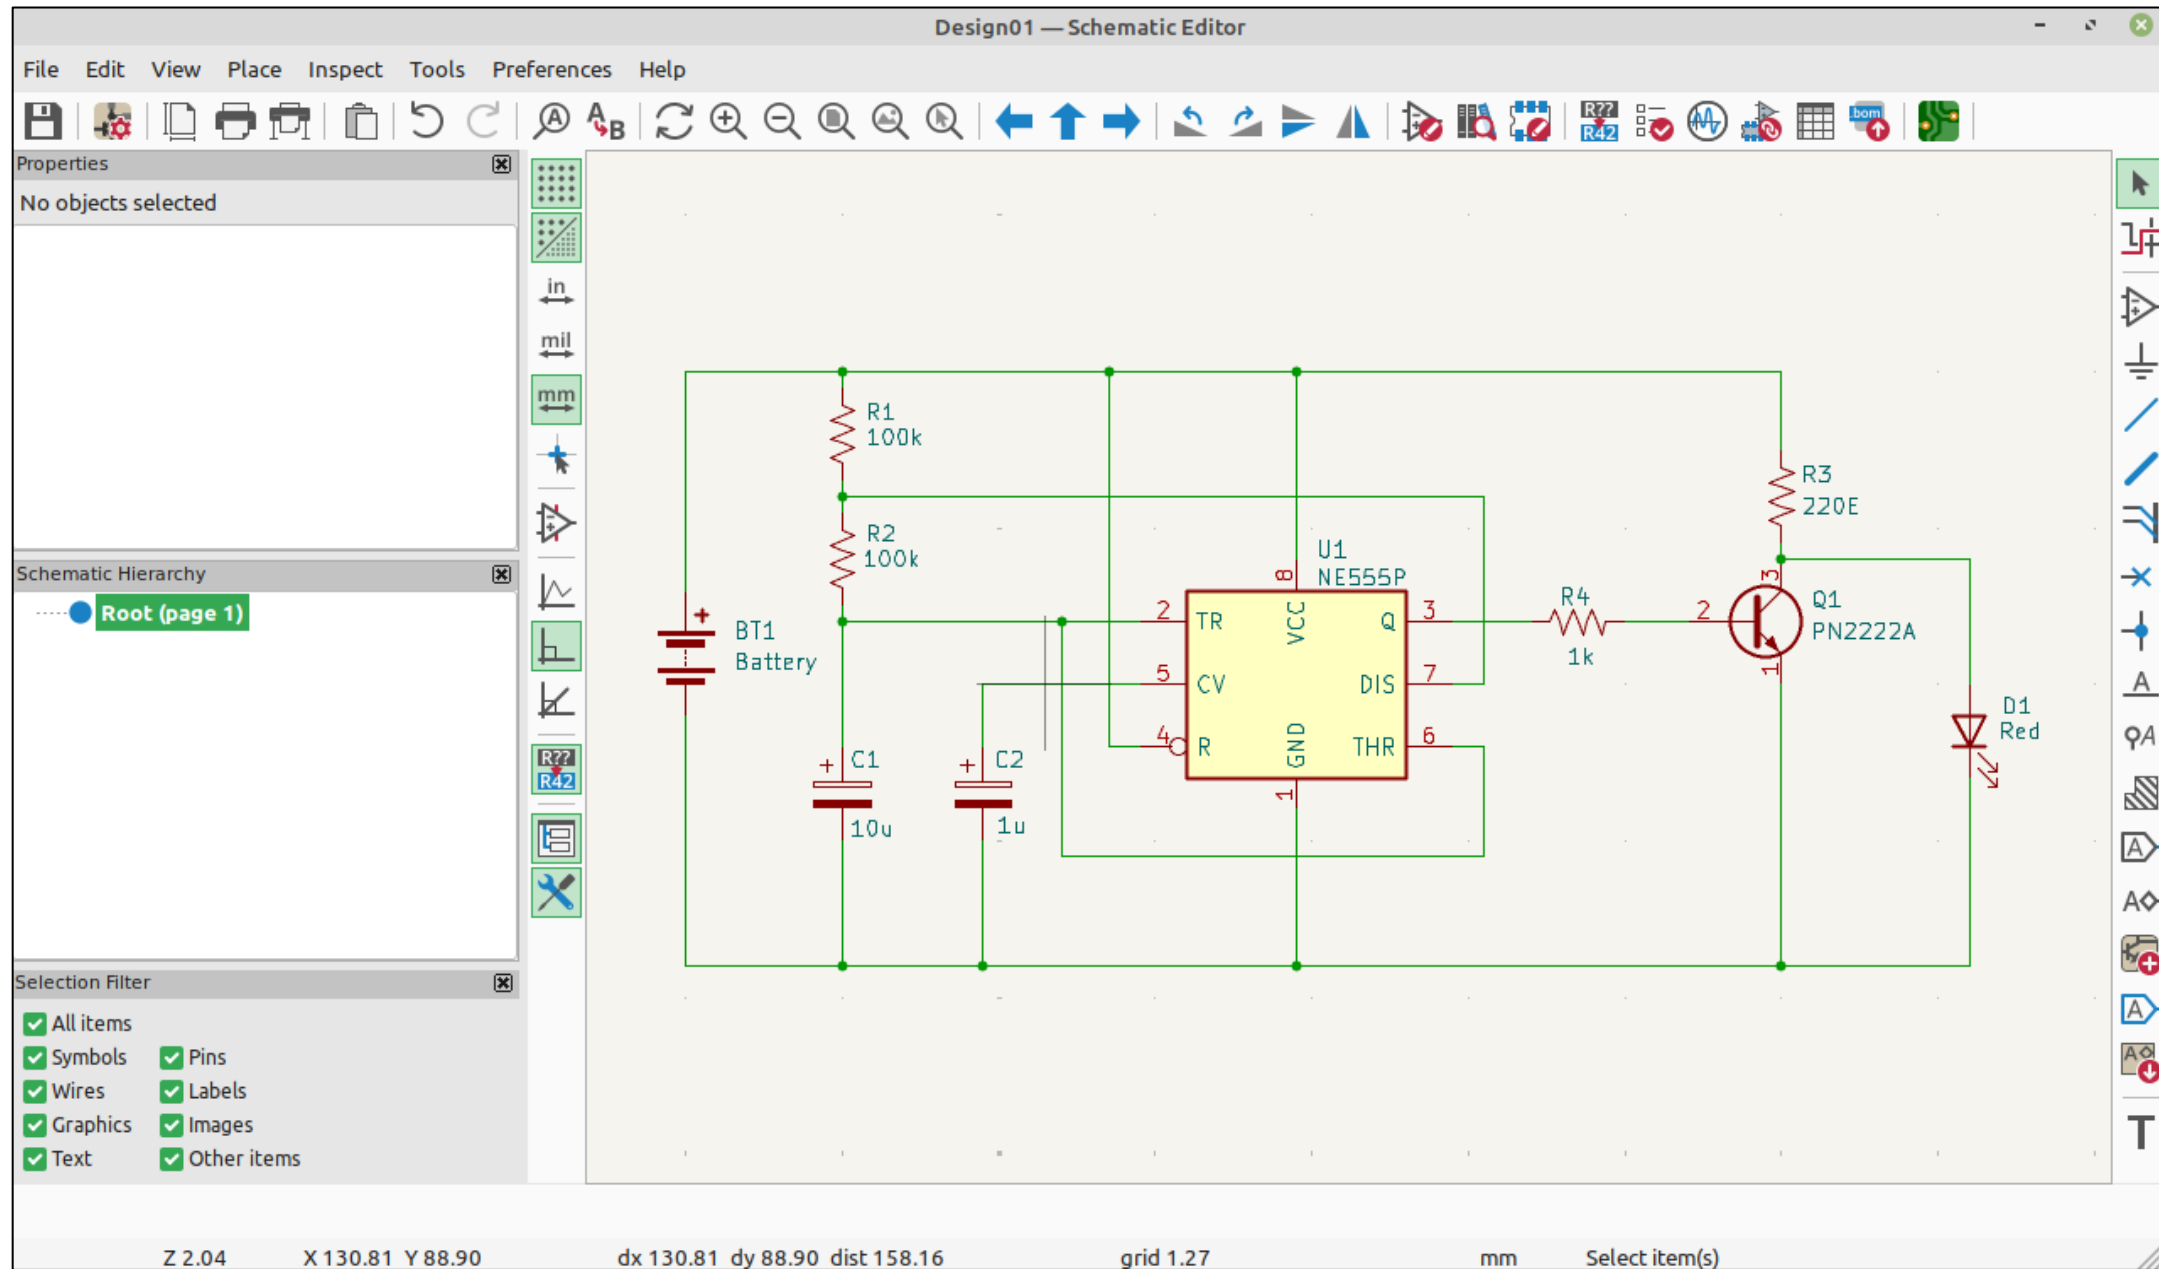 Design01 — Schematic Editor
File Edit View Place Inspect Tools Preferences Help
A
A B
R??
R42
bom
Properties
No objects selected
in
mil
mm
Schematic Hierarchy
Root (page 1)
R??
R42
Selection Filter
All items
Symbols Pins
Wires Labels
Graphics Images
Text Other items
R1
100k
R2
100k
BT1
Battery
C1
10u
C2
1u
U1
NE555P
8
VCC
2 TR Q 3
5 CV DIS 7
4 R THR 6
GND
1
R4
1k
R3
220E
3
2
1
Q1
PN2222A
D1
Red
A
A
A
A
A
A
T
Z 2.04 X 130.81 Y 88.90 dx 130.81 dy 88.90 dist 158.16 grid 1.27 mm Select item(s)